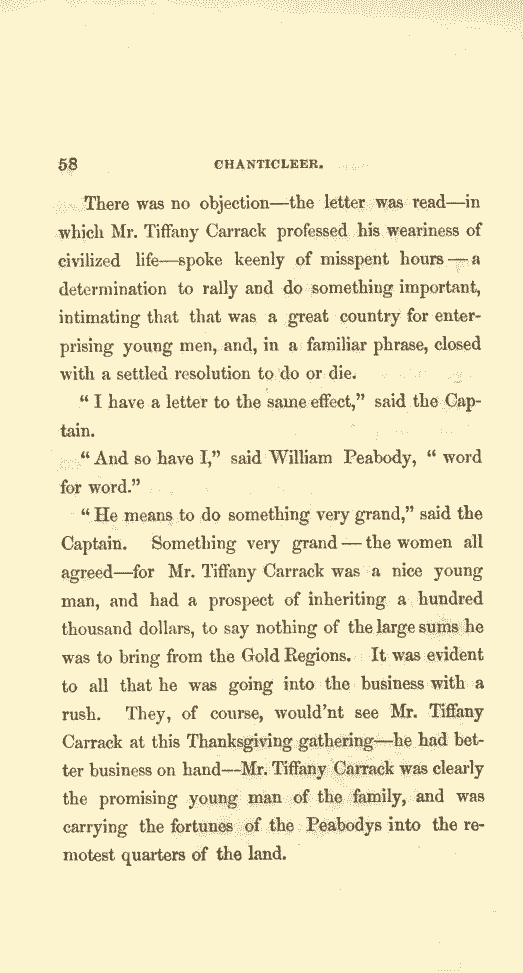 58 CHANTICLEER.
There was no objection—the letter was read—in
which Mr. Tiffany Carrack professed his weariness of
civilized life—spoke keenly of misspent hours—a
determination to rally and do something important,
intimating that that was a great country for enter-
prising young men, and, in a familiar phrase, closed
with a settled resolution to do or die.
"I have a letter to the same effect," said the Cap-
tain.
"And so have I," said William Peabody, "word
for word."
"He means to do something very grand," said the
Captain. Something very grand—the women all
agreed—for Mr. Tiffany Carrack was a nice young
man, and had a prospect of inheriting a hundred
thousand dollars, to say nothing of the large sums he
was to bring from the Gold Regions. It was evident
to all that he was going into the business with a
rush. They, of course, would'nt see Mr. Tiffany
Carrack at this Thanksgiving gathering—he had bet-
ter business on hand—Mr. Tiffany Carrack was clearly
the promising young man of the family, and was
carrying the fortunes of the Peabodys into the re-
motest quarters of the land.